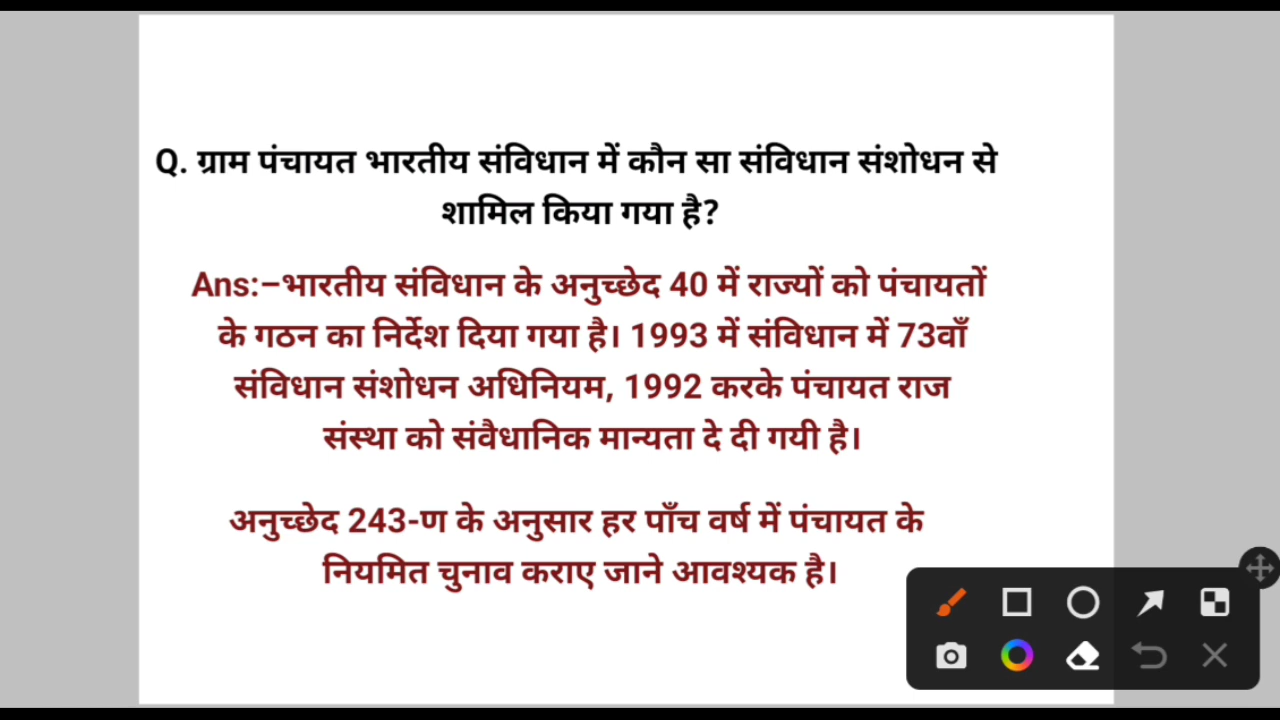 Q. ग्राम पंचायत भारतीय संविधान में कौन सा संविधान संशोधन से
शामिल किया गया है?
Ans:–भारतीय संविधान के अनुच्छेद 40 में राज्यों को पंचायतों
के गठन का निर्देश दिया गया है। 1993 में संविधान में 73वाँ
संविधान संशोधन अधिनियम, 1992 करके पंचायत राज
संस्था को संवैधानिक मान्यता दे दी गयी है।
अनुच्छेद 243-ण के अनुसार हर पाँच वर्ष में पंचायत के
नियमित चुनाव कराए जाने आवश्यक है।